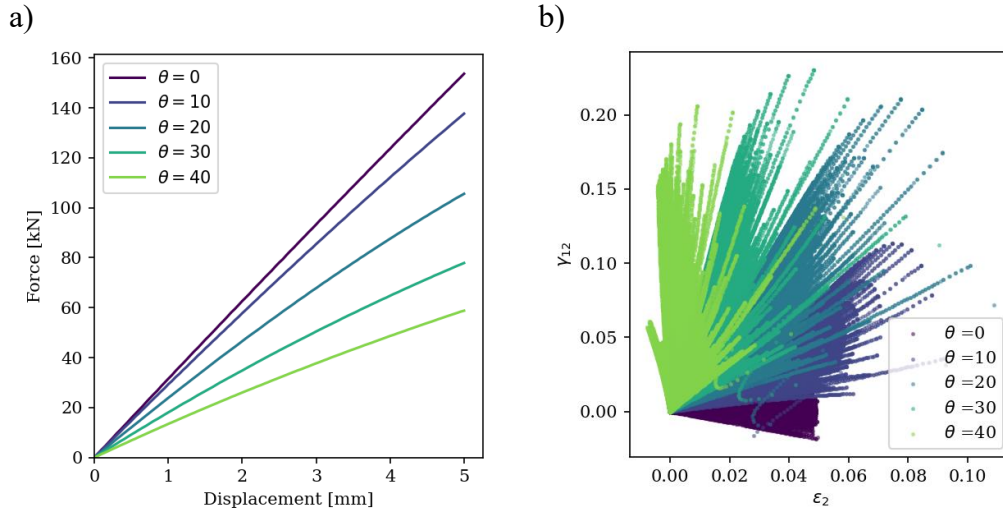 a)
160
140
120
100
80
60
40
20
0
Force [kN]
θ = 0
θ = 10
θ = 20
θ = 30
θ = 40
0 1 2 3 4 5
Displacement [mm]
b)
0.20
0.15
0.10
0.05
0.00
γ₁₂
θ =0
θ =10
θ =20
θ =30
θ =40
0.00 0.02 0.04 0.06 0.08 0.10
ε₂